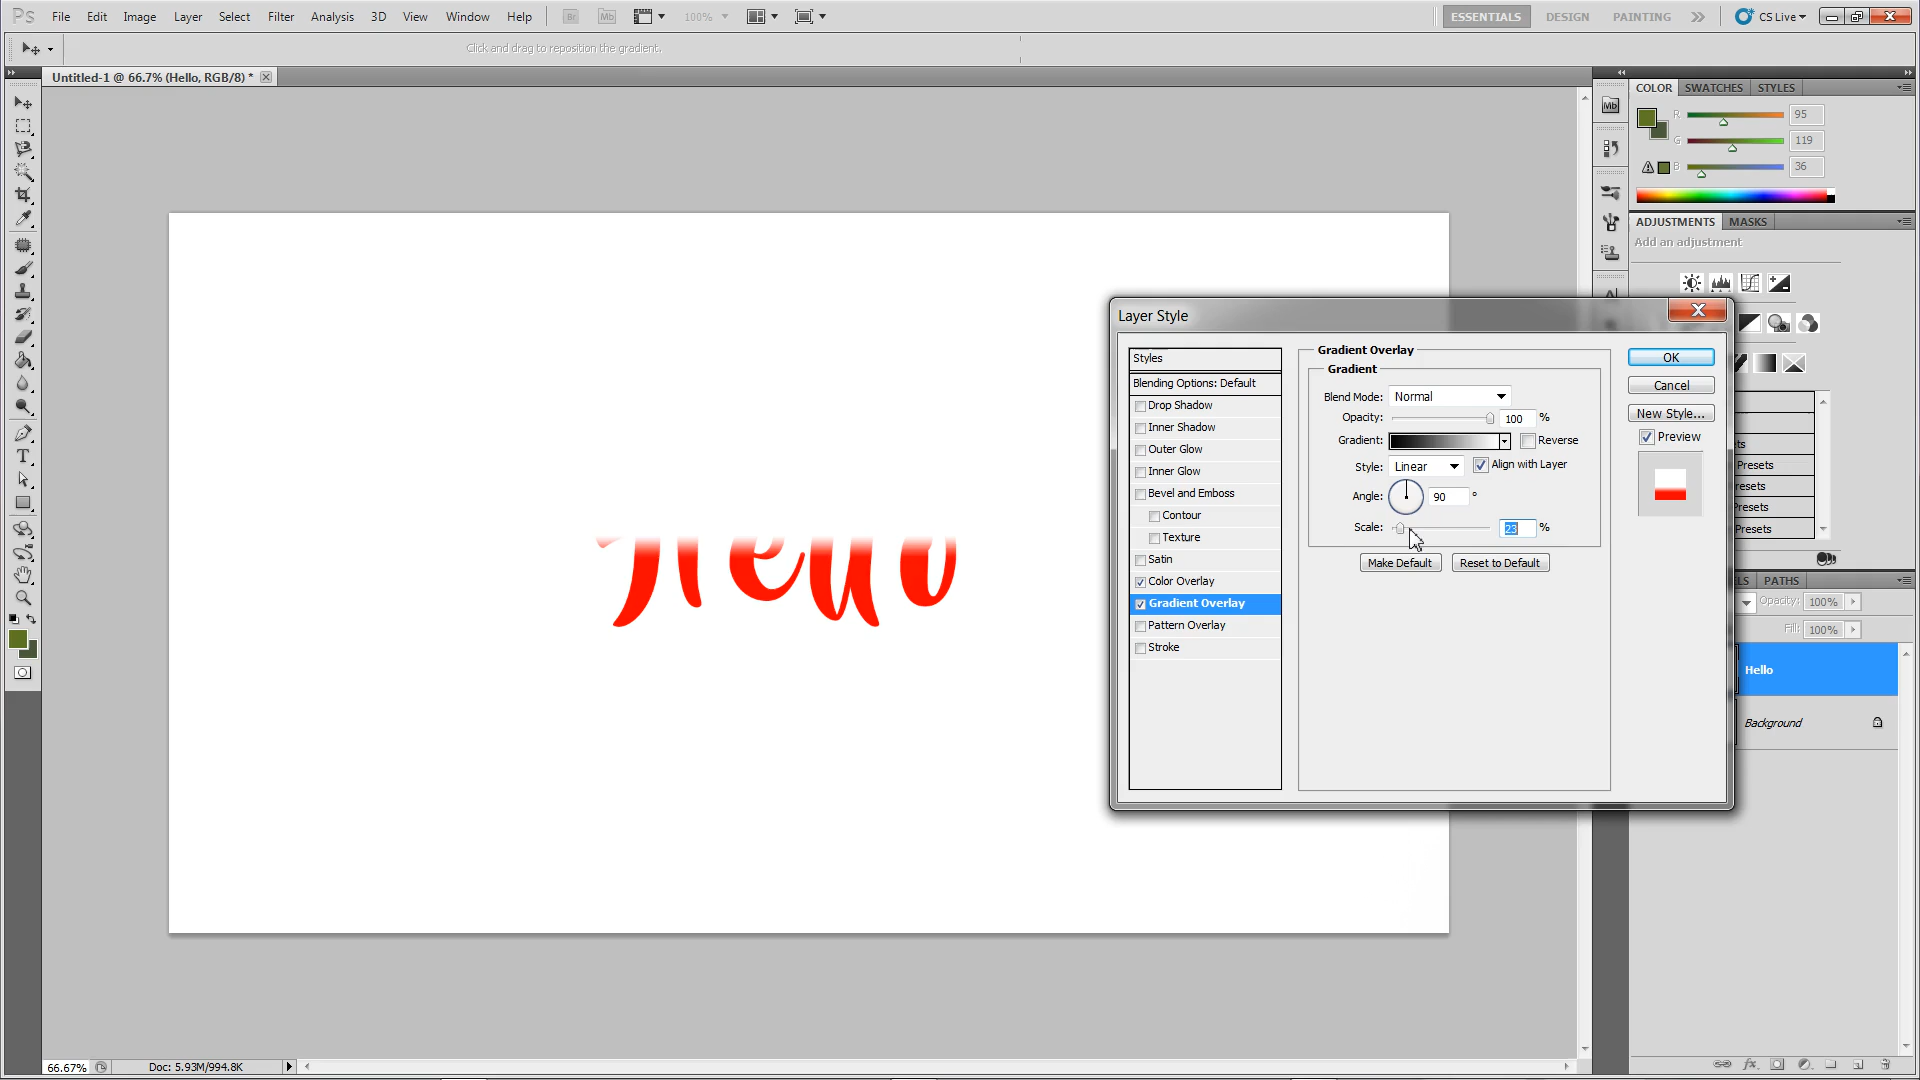 Ps File Edit Image Layer Select Filter Analysis 3D View Window Help Br Mb 100% ESSENTIALS DESIGN PAINTING CS Live
Click and drag to reposition the gradient.
Untitled-1 @ 66.7% (Hello, RGB/8) *
COLOR SWATCHES STYLES
Mb
R 95
G 119
B 36
ADJUSTMENTS MASKS
Add an adjustment
Layer Style
Styles
Blending Options: Default
Drop Shadow
Inner Shadow
Outer Glow
Inner Glow
Bevel and Emboss
Contour
Texture
Satin
Color Overlay
Gradient Overlay
Pattern Overlay
Stroke
Gradient Overlay
Gradient
Blend Mode: Normal
Opacity: 100 %
Gradient: Reverse
Style: Linear Align with Layer
Angle: 90 °
Scale: 23 %
Make Default Reset to Default
OK
Cancel
New Style...
Preview
Presets
Presets
Presets
Presets
PATHS
Opacity: 100%
Fill: 100%
Hello
Background
Hello
66.67% Doc: 5.93M/994.8K